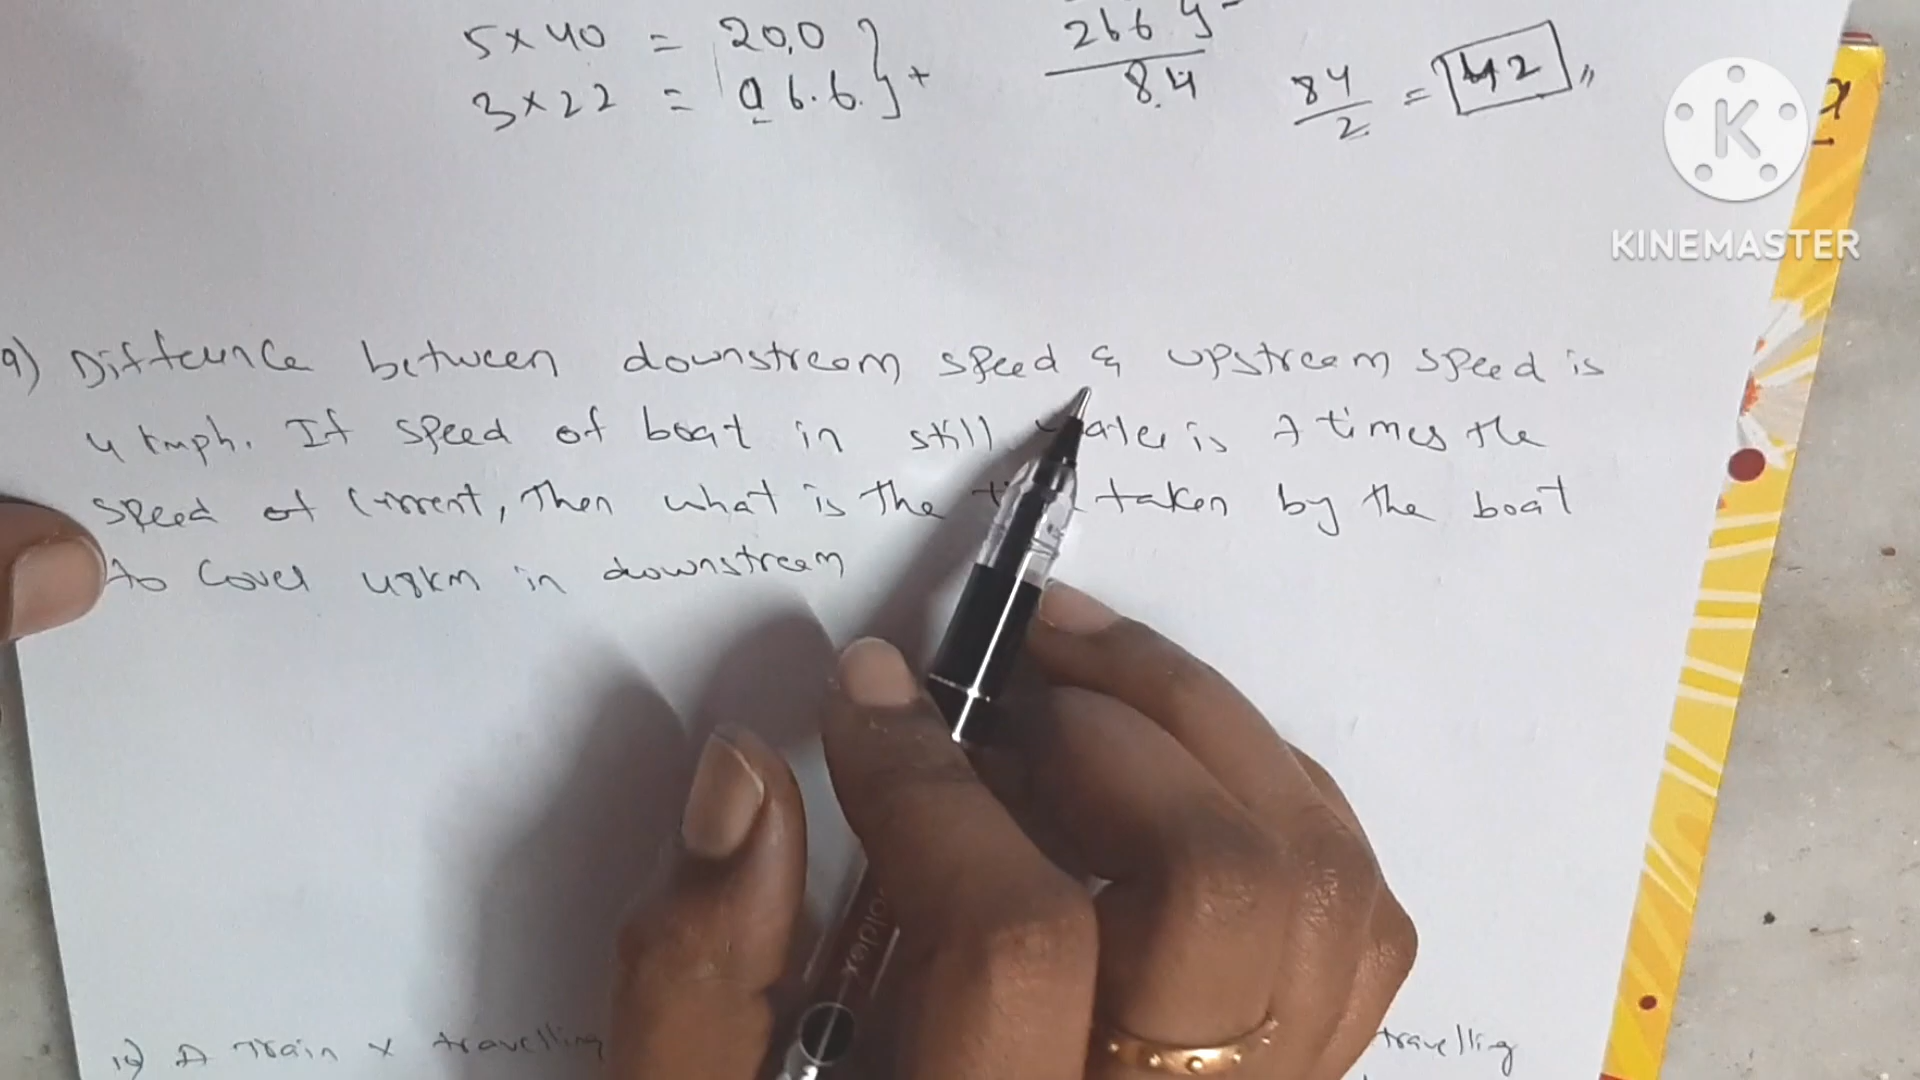 5 x 40 = 20.0
3 x 22 = 06.6 +
266
8.4
84
2
= 42 "
KINEMASTER
9) Difference between downstream speed & upstream speed is
4 kmph. If speed of boat in still water is 7 times the
speed of current, Then what is the taken by the boat
to cover 48km in downstream
10) A Train x travelling travelling